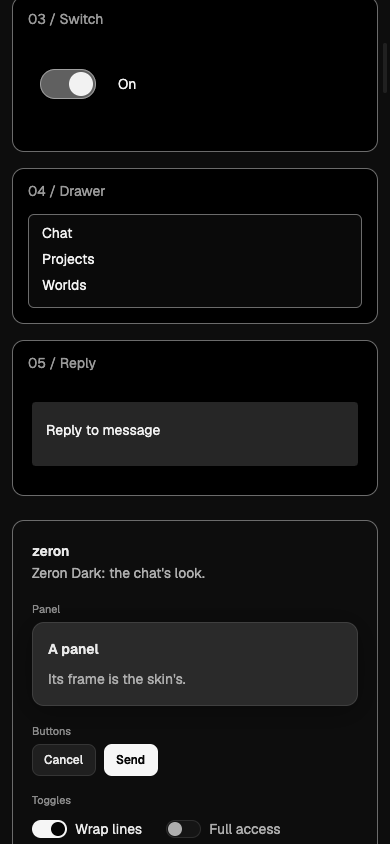 03 / Switch
On
04 / Drawer
Chat
Projects
Worlds
05 / Reply
Reply to message
zeron
Zeron Dark: the chat's look.
Panel
A panel
Its frame is the skin's.
Buttons
Cancel Send
Toggles
Wrap lines Full access